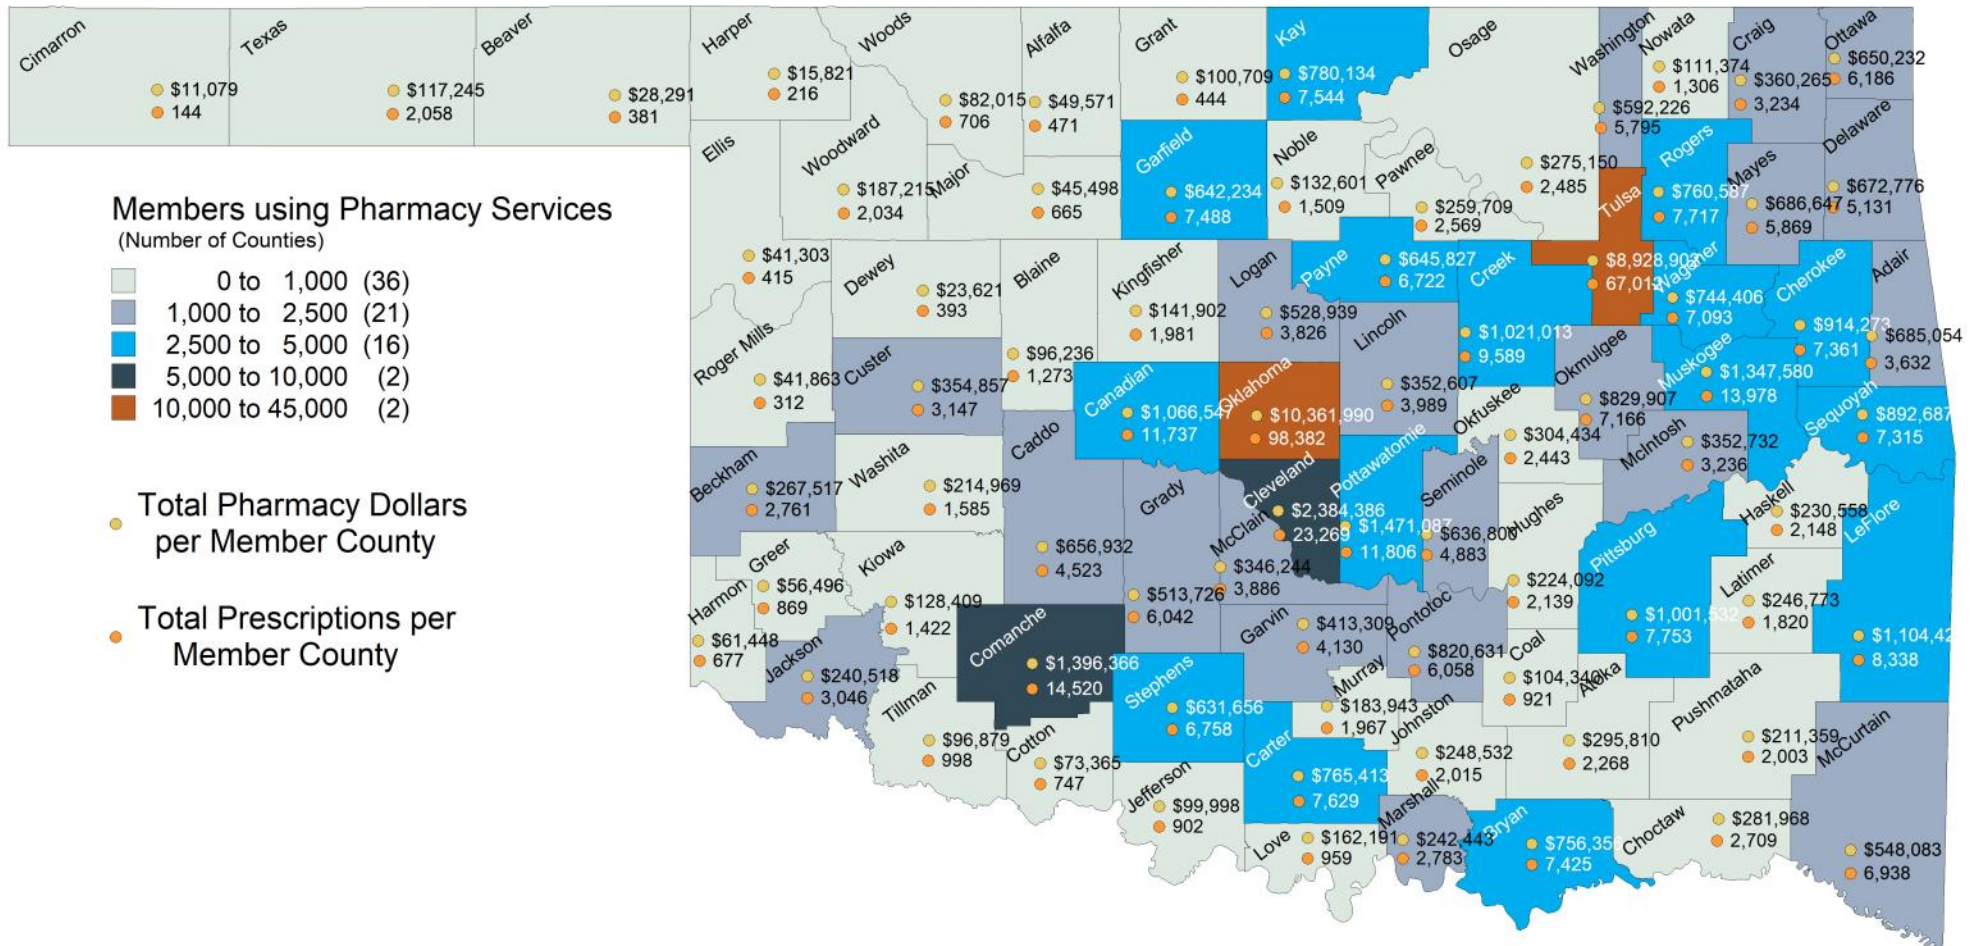 Cimarron
$11,079
144
Texas
$117,245
2,058
Beaver
$28,291
381
Harper
$15,821
216
Woods
$82,015
706
Alfalfa
$49,571
471
Grant
$100,709
444
Kay
$780,134
7,544
Osage
$275,150
2,485
Washington
$592,226
5,795
Nowata
$111,374
1,306
Craig
$360,265
3,234
Ottawa
$650,232
6,186
Ellis
$41,303
415
Woodward
$187,215
2,034
Major
$45,498
665
Garfield
$642,234
7,488
Noble
$132,601
1,509
Pawnee
$259,709
2,569
Tulsa
$8,928,903
Rogers
$760,587
7,717
Mayes
$686,647
5,869
Delaware
$672,776
5,131
Members using Pharmacy Services
(Number of Counties)
0 to 1,000 (36)
1,000 to 2,500 (21)
2,500 to 5,000 (16)
5,000 to 10,000 (2)
10,000 to 45,000 (2)
Total Pharmacy Dollars
per Member County
Total Prescriptions per
Member County
Roger Mills
$41,863
312
Dewey
$23,621
393
Custer
$354,857
3,147
Blaine
$96,236
1,273
Kingfisher
$141,902
1,981
Logan
$528,939
3,826
Payne
$645,827
6,722
Creek
$1,021,013
9,589
Wagoner
$744,406
7,093
Cherokee
$914,273
7,361
Adair
$685,054
3,632
Canadian
11,737
Oklahoma
$10,361,990
98,382
Lincoln
$352,607
3,989
Okfuskee
$304,434
2,443
Okmulgee
$829,907
7,166
Muskogee
$1,347,580
13,978
Sequoyah
$892,687
7,315
Beckham
$267,517
2,761
Washita
$214,969
1,585
Caddo
$656,932
4,523
Grady
$513,726
6,042
McClain
$346,244
3,886
Cleveland
$2,384,386
23,269
Pottawatomie
$1,471,087
11,806
Seminole
4,883
Hughes
$224,092
2,139
McIntosh
$352,732
3,236
Haskell
$230,558
2,148
LeFlore
8,338
Pittsburg
$1,001,532
7,753
Latimer
$246,773
1,820
Harmon
$61,448
677
Greer
$56,496
869
Kiowa
$128,409
1,422
Jackson
$240,518
3,046
Comanche
$1,396,366
14,520
Tillman
$96,879
998
Cotton
$73,365
747
Stephens
$631,656
6,758
Garvin
$413,309
4,130
Murray
$183,943
1,967
Pontotoc
$820,631
6,058
Coal
$104,340
921
Atoka
$295,810
2,268
Pushmataha
$211,359
2,003
McCurtain
$548,083
6,938
Jefferson
$99,998
902
Carter
$765,413
7,629
Love
$162,191
959
Johnston
$248,532
2,015
Marshall
$242,443
2,783
Bryan
$756,356
7,425
Choctaw
$281,968
2,709